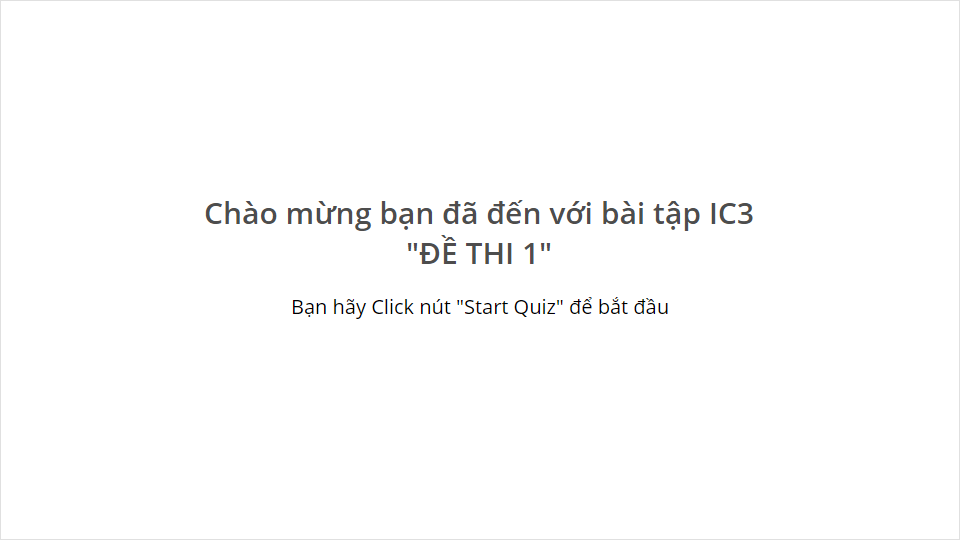 Chào mừng bạn đã đến với bài tập IC3
"ĐỀ THI 1"
Bạn hãy Click nút "Start Quiz" để bắt đầu